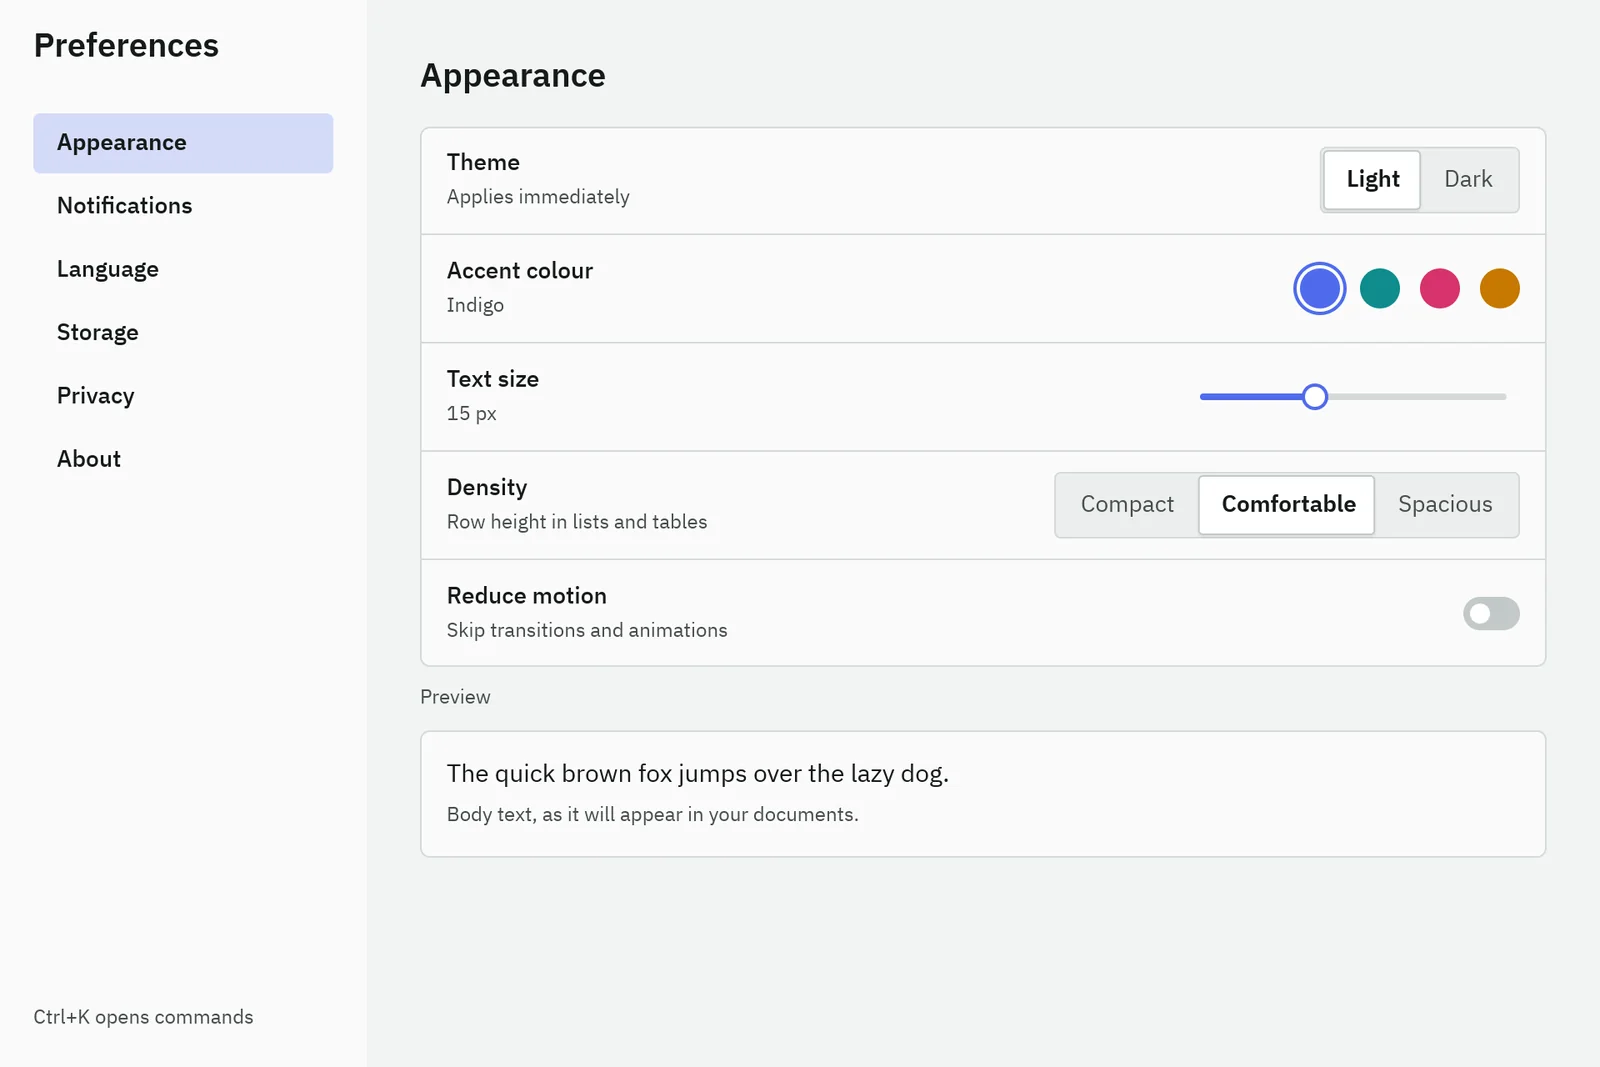 Preferences
Appearance
Notifications
Language
Storage
Privacy
About
Ctrl+K opens commands
Appearance
Theme
Applies immediately
Light
Dark
Accent colour
Indigo
Text size
15 px
Density
Row height in lists and tables
Compact
Comfortable
Spacious
Reduce motion
Skip transitions and animations
Preview
The quick brown fox jumps over the lazy dog.
Body text, as it will appear in your documents.